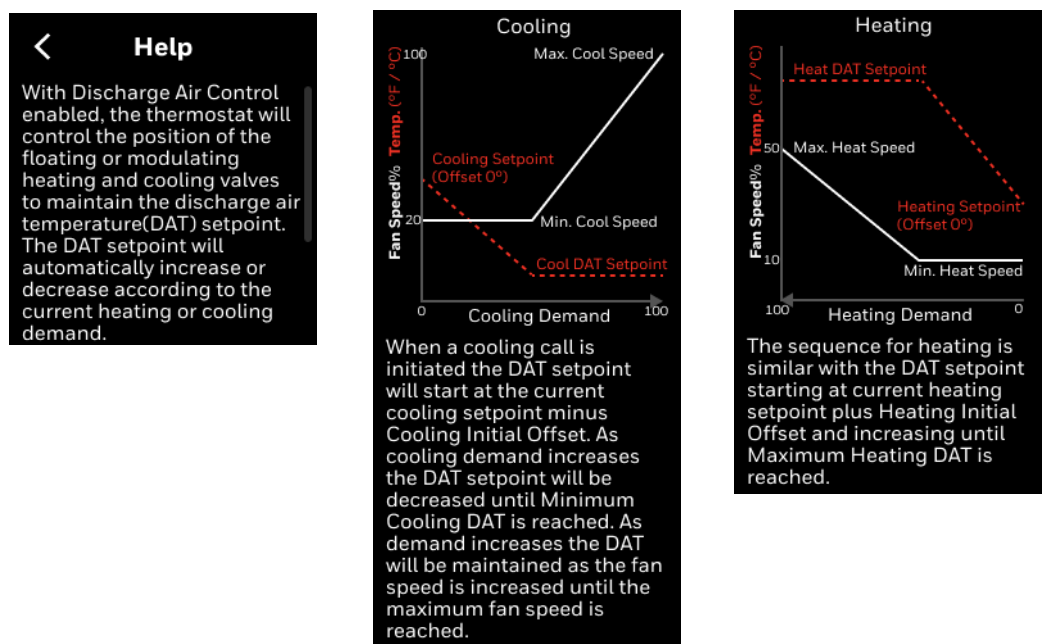 Help
With Discharge Air Control
enabled, the thermostat will
control the position of the
floating or modulating
heating and cooling valves
to maintain the discharge air
temperature(DAT) setpoint.
The DAT setpoint will
automatically increase or
decrease according to the
current heating or cooling
demand.
Cooling
Fan Speed% Temp.(°F / °C)
100
Max. Cool Speed
Cooling Setpoint
(Offset 0°)
20
Min. Cool Speed
Cool DAT Setpoint
0
Cooling Demand
100
When a cooling call is
initiated the DAT setpoint
will start at the current
cooling setpoint minus
Cooling Initial Offset. As
cooling demand increases
the DAT setpoint will be
decreased until Minimum
Cooling DAT is reached. As
demand increases the DAT
will be maintained as the fan
speed is increased until the
maximum fan speed is
reached.
Heating
Fan Speed% Temp.(°F / °C)
Heat DAT Setpoint
50
Max. Heat Speed
Heating Setpoint
(Offset 0°)
10
Min. Heat Speed
100
Heating Demand
0
The sequence for heating is
similar with the DAT setpoint
starting at current heating
setpoint plus Heating Initial
Offset and increasing until
Maximum Heating DAT is
reached.